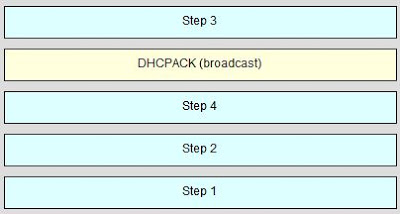 Step 3
DHCPACK (broadcast)
Step 4
Step 2
Step 1